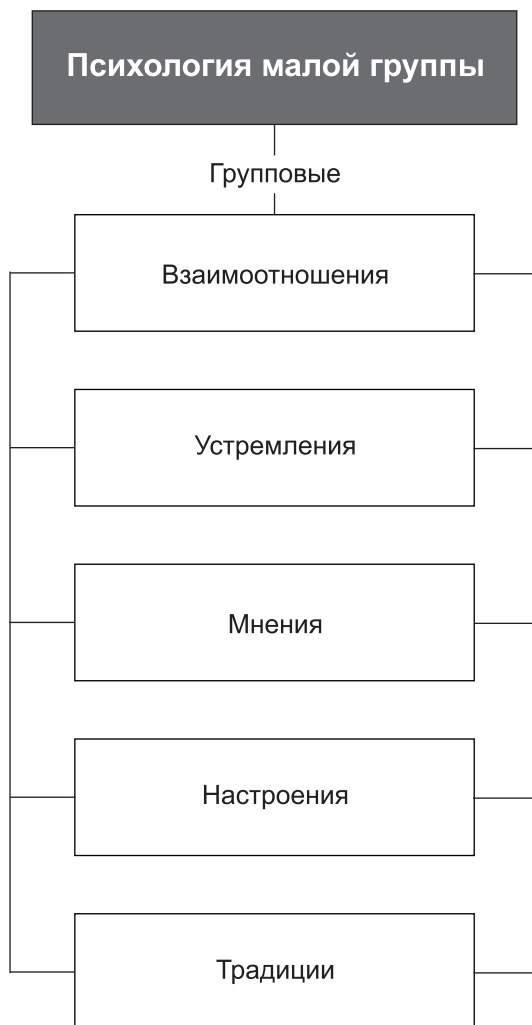 Психология малой группы
Групповые
Взаимоотношения
Устремления
Мнения
Настроения
Традиции